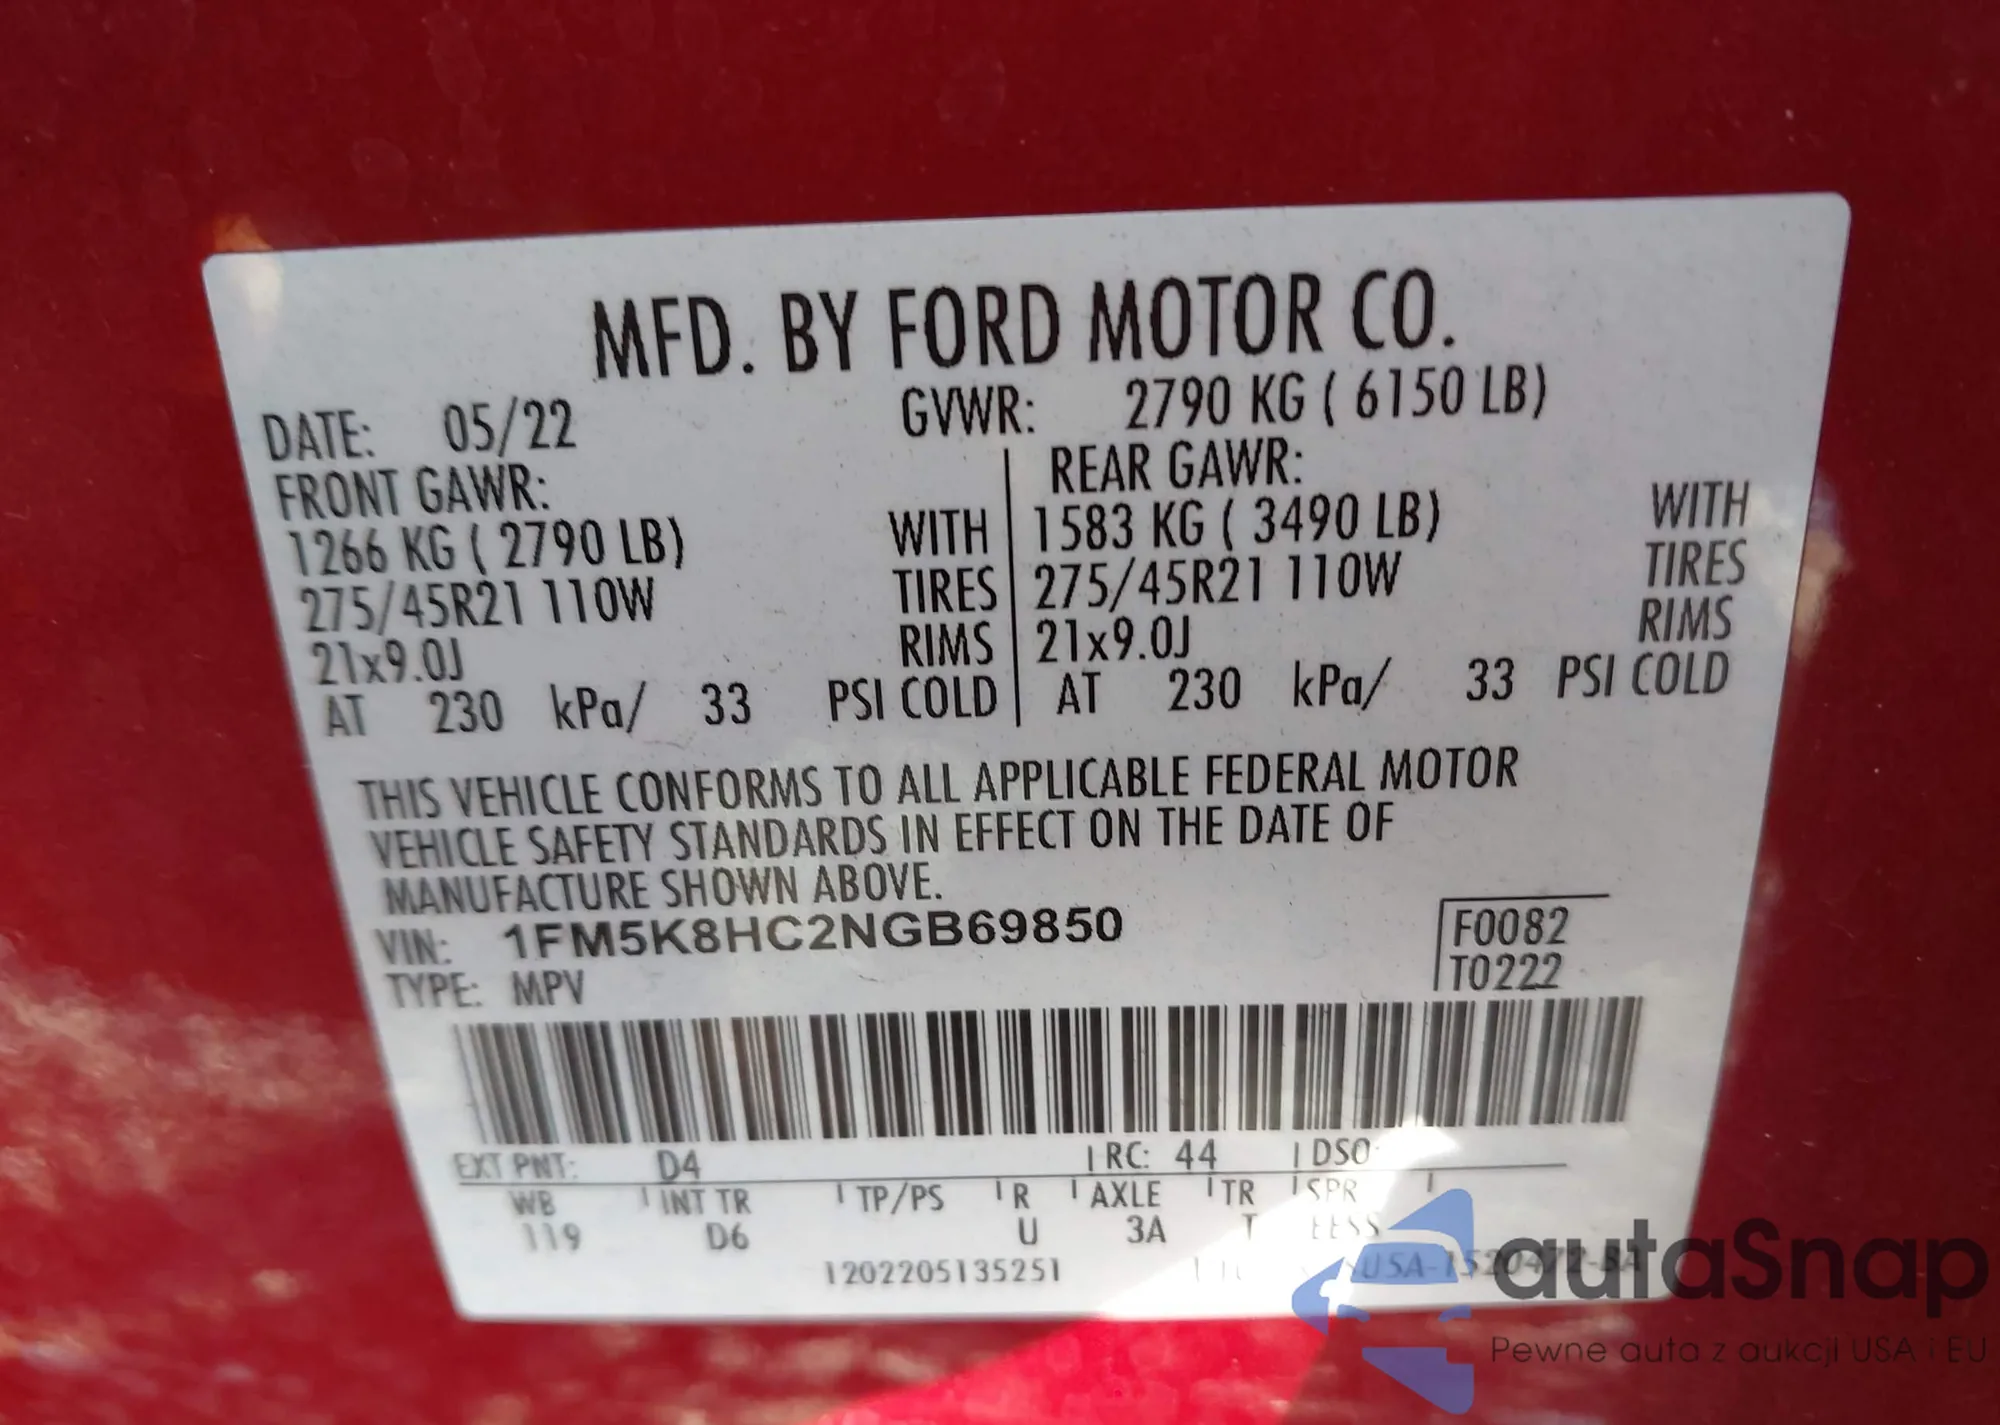 MFD. BY FORD MOTOR CO.
DATE: 05/22 GVWR: 2790 KG ( 6150 LB)
FRONT GAWR: REAR GAWR:
1266 KG ( 2790 LB) WITH 1583 KG ( 3490 LB) WITH
275/45R21 110W TIRES 275/45R21 110W TIRES
21x9.0J RIMS 21x9.0J RIMS
AT 230 kPa/ 33 PSI COLD AT 230 kPa/ 33 PSI COLD
THIS VEHICLE CONFORMS TO ALL APPLICABLE FEDERAL MOTOR
VEHICLE SAFETY STANDARDS IN EFFECT ON THE DATE OF
MANUFACTURE SHOWN ABOVE.
VIN: 1FM5K8HC2NGB69850 F0082
TYPE: MPV T0222
EXT PNT: D4 RC: 44 DSO:
WB INT TR TP/PS R AXLE TR SPR
119 D6 U 3A T EESS
1202205135251
autaSnap
Pewne auta z aukcji USA i EU